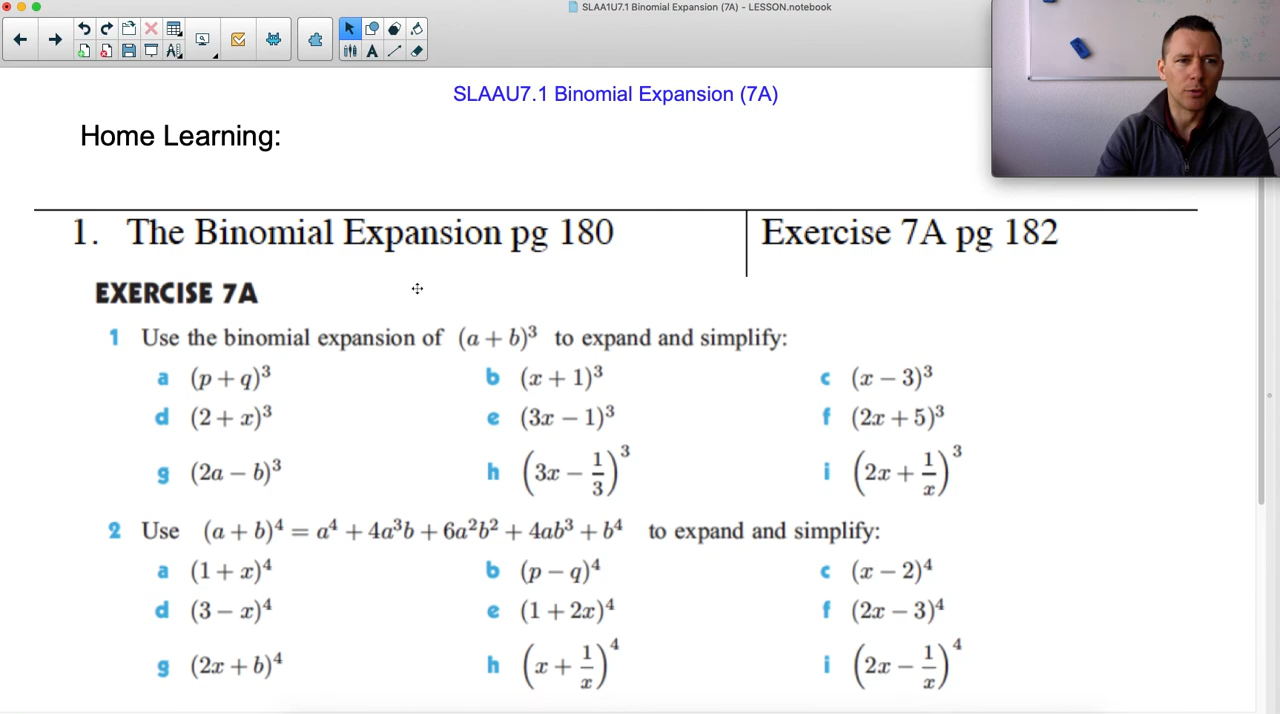 SLAA1U7.1 Binomial Expansion (7A) - LESSON.notebook
SLAAU7.1 Binomial Expansion (7A)
Home Learning:
1. The Binomial Expansion pg 180 Exercise 7A pg 182
EXERCISE 7A
1 Use the binomial expansion of (a + b)³ to expand and simplify:
a (p + q)³ b (x + 1)³ c (x − 3)³
d (2 + x)³ e (3x − 1)³ f (2x + 5)³
g (2a − b)³ h (3x − 1/3)³ i (2x + 1/x)³
2 Use (a + b)⁴ = a⁴ + 4a³b + 6a²b² + 4ab³ + b⁴ to expand and simplify:
a (1 + x)⁴ b (p − q)⁴ c (x − 2)⁴
d (3 − x)⁴ e (1 + 2x)⁴ f (2x − 3)⁴
g (2x + b)⁴ h (x + 1/x)⁴ i (2x − 1/x)⁴